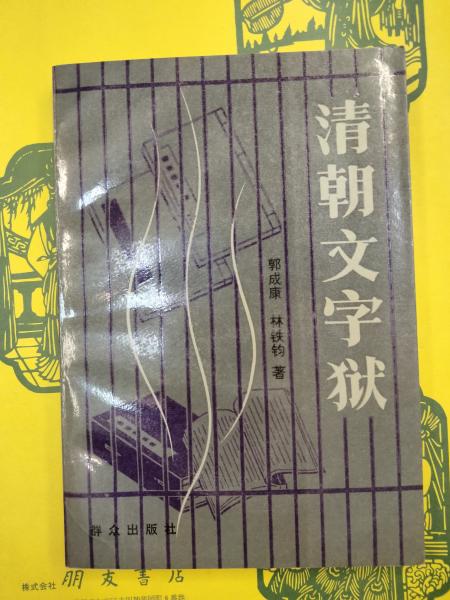 清朝文字狱
郭成康 林铁钧 著
群众出版社
株式会社 朋友書店